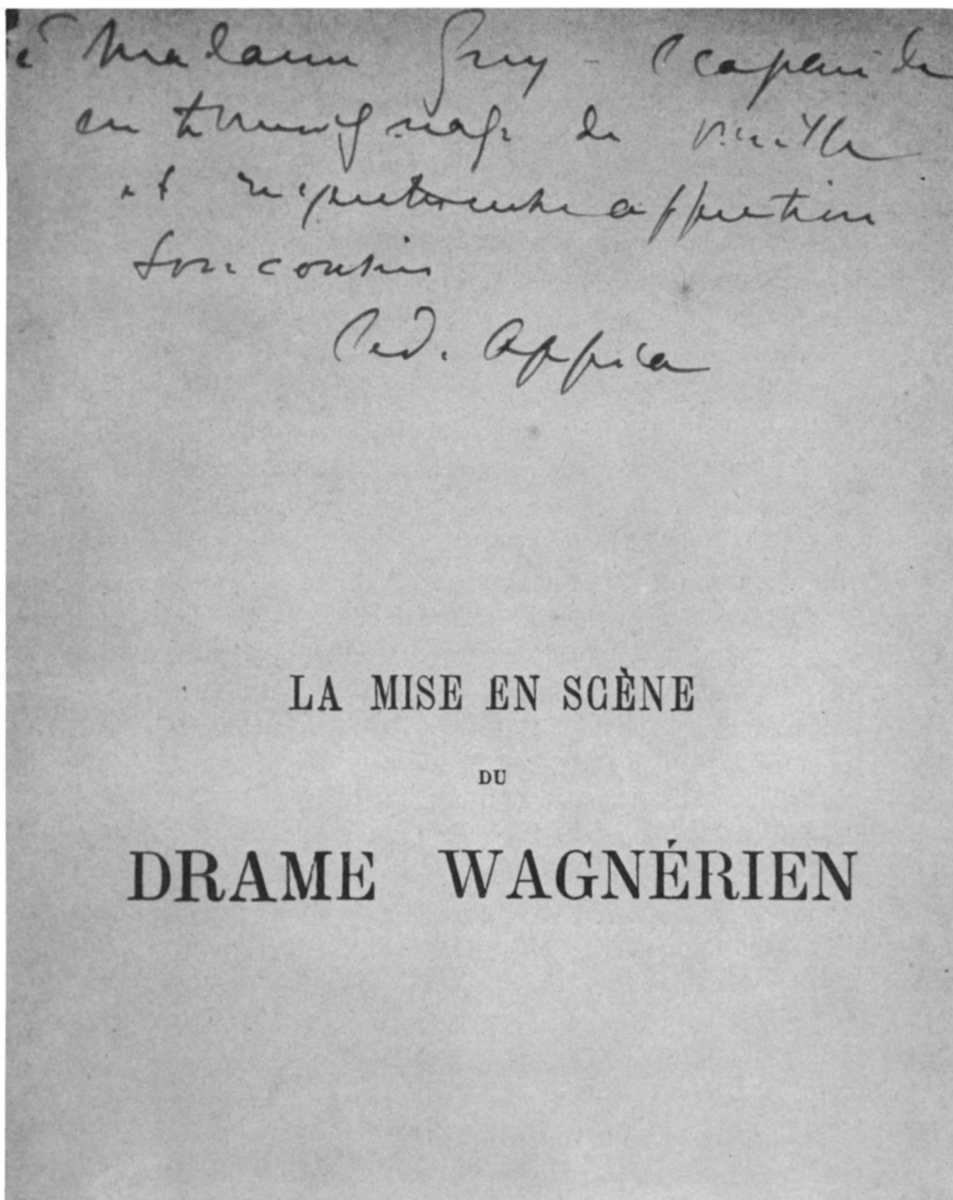 à Madame
en témoignage de vieille
et respectueuse affection
son cousin
Ad. Appia
LA MISE EN SCÈNE
DU
DRAME WAGNÉRIEN